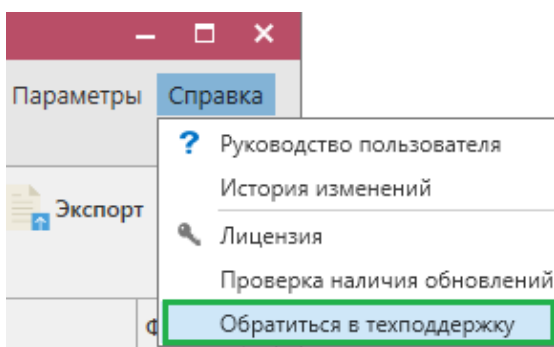 Параметры Справка
? Руководство пользователя
История изменений
Экспорт
Лицензия
Проверка наличия обновлений
Обратиться в техподдержку